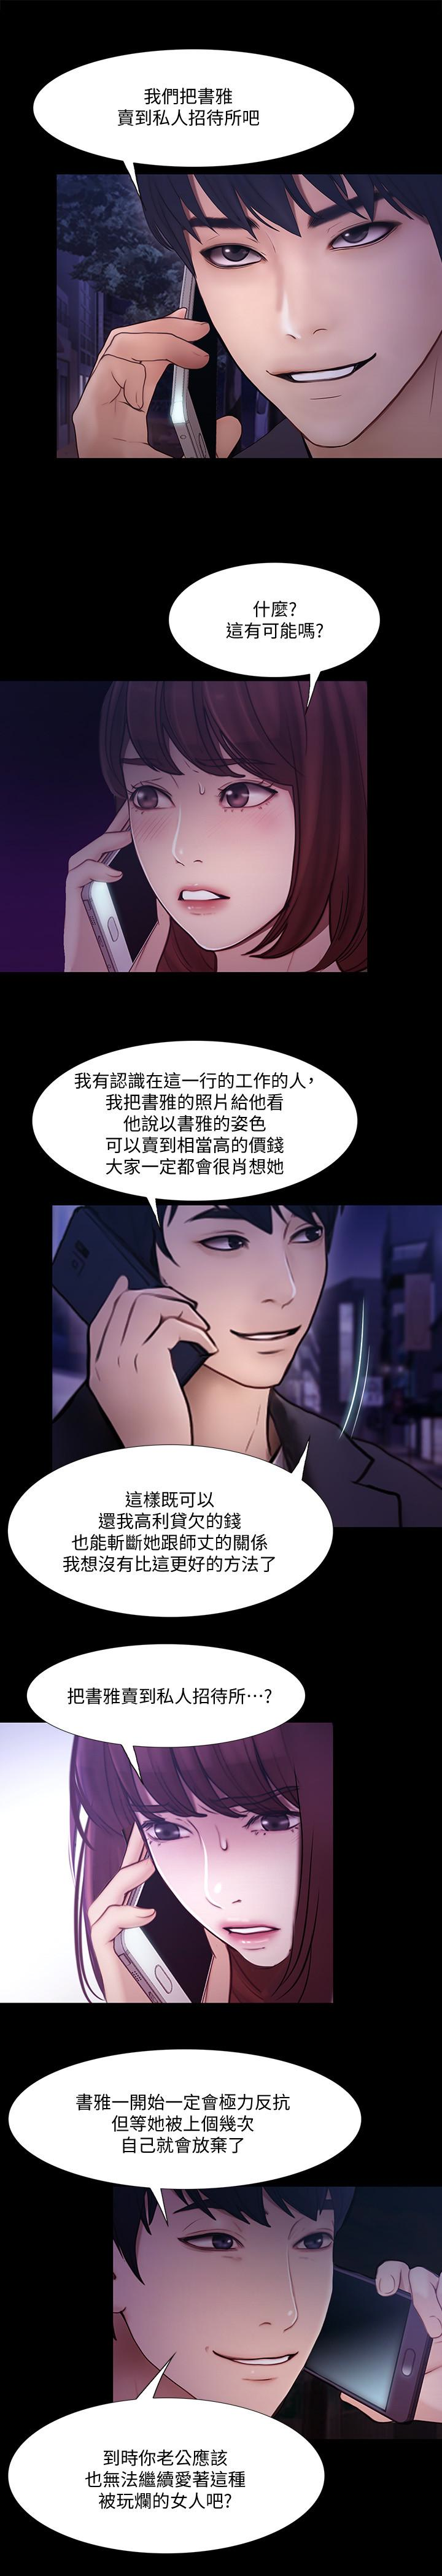 我們把書雅
賣到私人招待所吧
什麼?
這有可能嗎?
我有認識在這一行的工作的人,
我把書雅的照片給他看
他說以書雅的姿色
可以賣到相當高的價錢
大家一定都會很肖想她
這樣既可以
還我高利貸欠的錢
也能斬斷她跟師丈的關係
我想沒有比這更好的方法了
把書雅賣到私人招待所…?
書雅一開始一定會極力反抗
但等她被上個幾次
自己就會放棄了
到時你老公應該
也無法繼續愛著這種
被玩爛的女人吧?